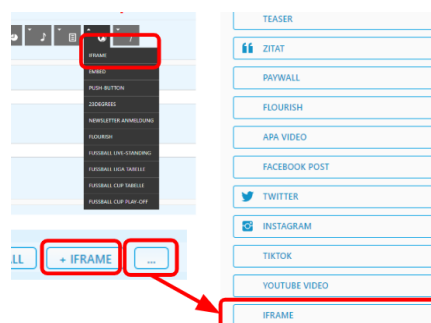 IFRAME
EMBED
PUSH-BUTTON
23DEGREES
NEWSLETTER ANMELDUNG
FLOURISH
FUSSBALL LIVE-STANDING
FUSSBALL LIGA TABELLE
FUSSBALL CUP TABELLE
FUSSBALL CUP PLAY-OFF
LL
+ IFRAME
...
TEASER
ZITAT
PAYWALL
FLOURISH
APA VIDEO
FACEBOOK POST
TWITTER
INSTAGRAM
TIKTOK
YOUTUBE VIDEO
IFRAME